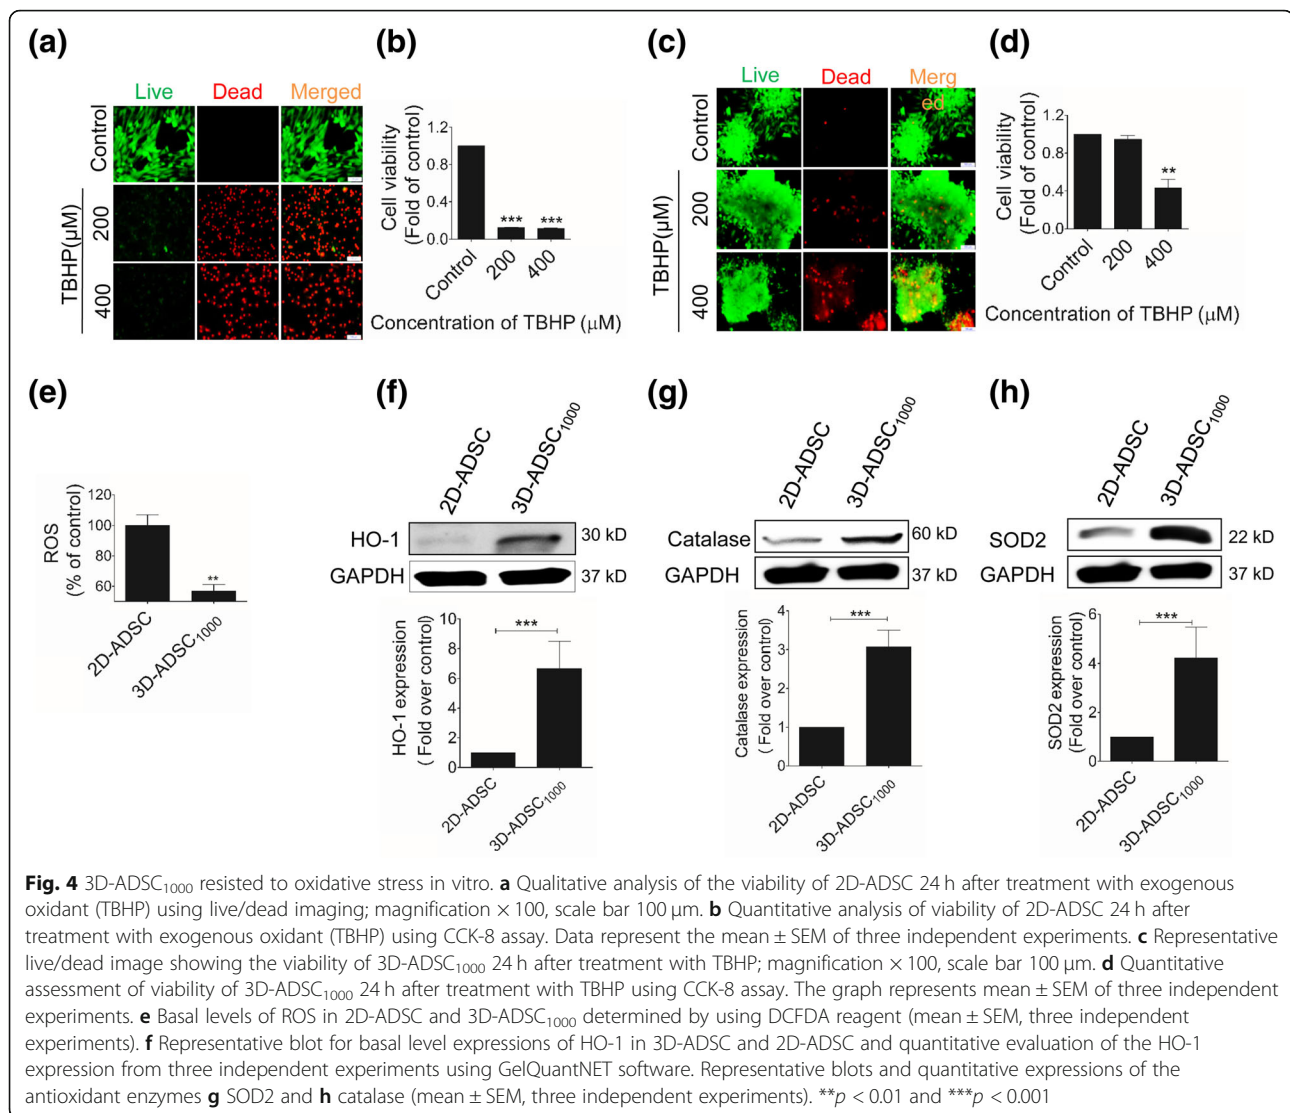 (a)
Live Dead Merged
Control
TBHP(μM)
200
400
(b)
Cell viability
(Fold of control)
1.2
0.8
0.4
0.0
*** ***
Control 200 400
Concentration of TBHP (μM)
(c)
Live Dead Merg
ed
Control
TBHP(μM)
200
400
(d)
Cell viability
(Fold of control)
1.2
0.8
0.4
0.0
**
Control 200 400
Concentration of TBHP (μM)
(e)
ROS
(% of control)
120
100
80
60
**
2D-ADSC 3D-ADSC1000
(f)
2D-ADSC 3D-ADSC1000
HO-1 30 kD
GAPDH 37 kD
HO-1 expression
( Fold over control)
10
8
6
4
2
0
***
2D-ADSC 3D-ADSC1000
(g)
2D-ADSC 3D-ADSC1000
Catalase 60 kD
GAPDH 37 kD
Catalase expression
( Fold over control)
4
3
2
1
0
***
2D-ADSC 3D-ADSC1000
(h)
2D-ADSC 3D-ADSC1000
SOD2 22 kD
GAPDH 37 kD
SOD2 expression
(Fold over control)
6
4
2
0
***
2D-ADSC 3D-ADSC1000
Fig. 4 3D-ADSC1000 resisted to oxidative stress in vitro. a Qualitative analysis of the viability of 2D-ADSC 24 h after treatment with exogenous
oxidant (TBHP) using live/dead imaging; magnification × 100, scale bar 100 μm. b Quantitative analysis of viability of 2D-ADSC 24 h after
treatment with exogenous oxidant (TBHP) using CCK-8 assay. Data represent the mean ± SEM of three independent experiments. c Representative
live/dead image showing the viability of 3D-ADSC1000 24 h after treatment with TBHP; magnification × 100, scale bar 100 μm. d Quantitative
assessment of viability of 3D-ADSC1000 24 h after treatment with TBHP using CCK-8 assay. The graph represents mean ± SEM of three independent
experiments. e Basal levels of ROS in 2D-ADSC and 3D-ADSC1000 determined by using DCFDA reagent (mean ± SEM, three independent
experiments). f Representative blot for basal level expressions of HO-1 in 3D-ADSC and 2D-ADSC and quantitative evaluation of the HO-1
expression from three independent experiments using GelQuantNET software. Representative blots and quantitative expressions of the
antioxidant enzymes g SOD2 and h catalase (mean ± SEM, three independent experiments). **p < 0.01 and ***p < 0.001